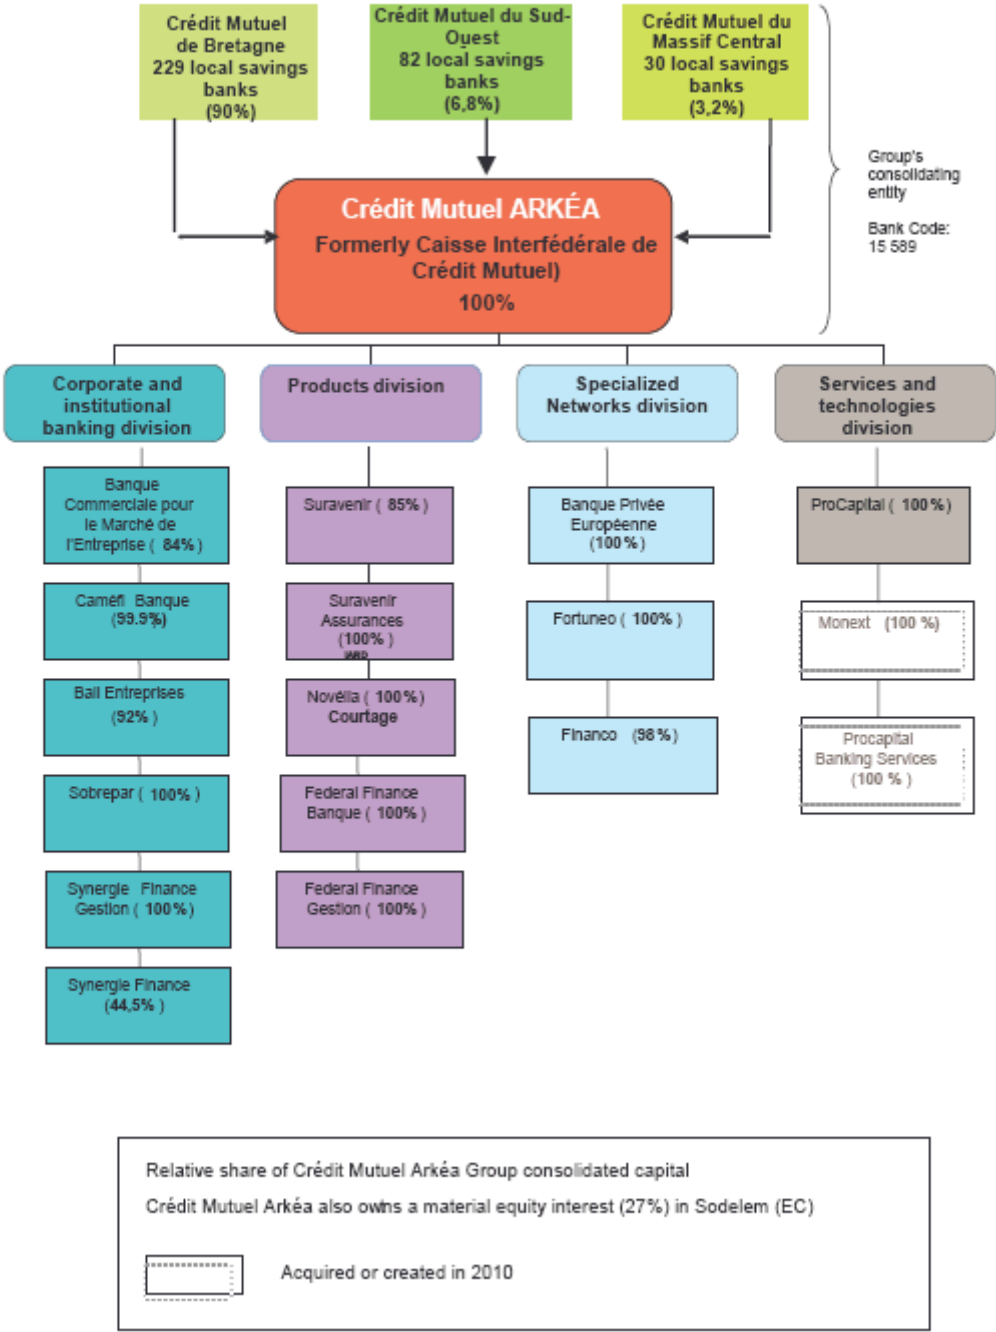 Crédit Mutuel
de Bretagne
229 local savings
banks
(90%)
Crédit Mutuel du Sud-
Ouest
82 local savings
banks
(6,8%)
Crédit Mutuel du
Massif Central
30 local savings
banks
(3,2%)
Group's
consolidating
entity
Bank Code:
15 589
Crédit Mutuel ARKÉA
Formerly Caisse Interfédérale de
Crédit Mutuel)
100%
Corporate and
institutional
banking division
Products division
Specialized
Networks division
Services and
technologies
division
Banque
Commerciale pour
le Marché de
l'Entreprise ( 84% )
Caméfi Banque
(99.9%)
Bail Entreprises
(92% )
Sobrepar ( 100% )
Synergie Finance
Gestion ( 100%)
Synergie Finance
(44,5% )
Suravenir ( 85% )
Suravenir
Assurances
(100% )
IARD
Novélia ( 100%)
Courtage
Federal Finance
Banque ( 100% )
Federal Finance
Gestion ( 100% )
Banque Privée
Européenne
(100 %)
Fortuneo ( 100% )
Financo (98 %)
ProCapital ( 100%)
Monext (100 %)
Procapital
Banking Services
(100 % )
Relative share of Crédit Mutuel Arkéa Group consolidated capital
Crédit Mutuel Arkéa also owns a material equity interest (27%) in Sodelem (EC)
Acquired or created in 2010